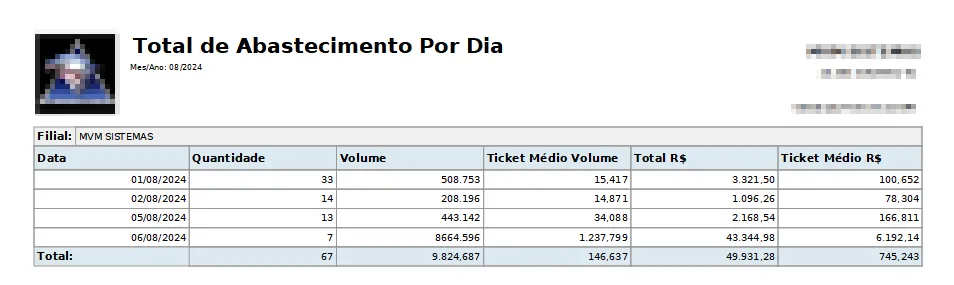 Total de Abastecimento Por Dia
Mes/Ano: 08/2024
Filial: MVM SISTEMAS
Data Quantidade Volume Ticket Médio Volume Total R$ Ticket Médio R$
01/08/2024 33 508.753 15,417 3.321,50 100,652
02/08/2024 14 208.196 14,871 1.096,26 78,304
05/08/2024 13 443.142 34,088 2.168,54 166,811
06/08/2024 7 8664.596 1.237,799 43.344,98 6.192,14
Total: 67 9.824,687 146,637 49.931,28 745,243